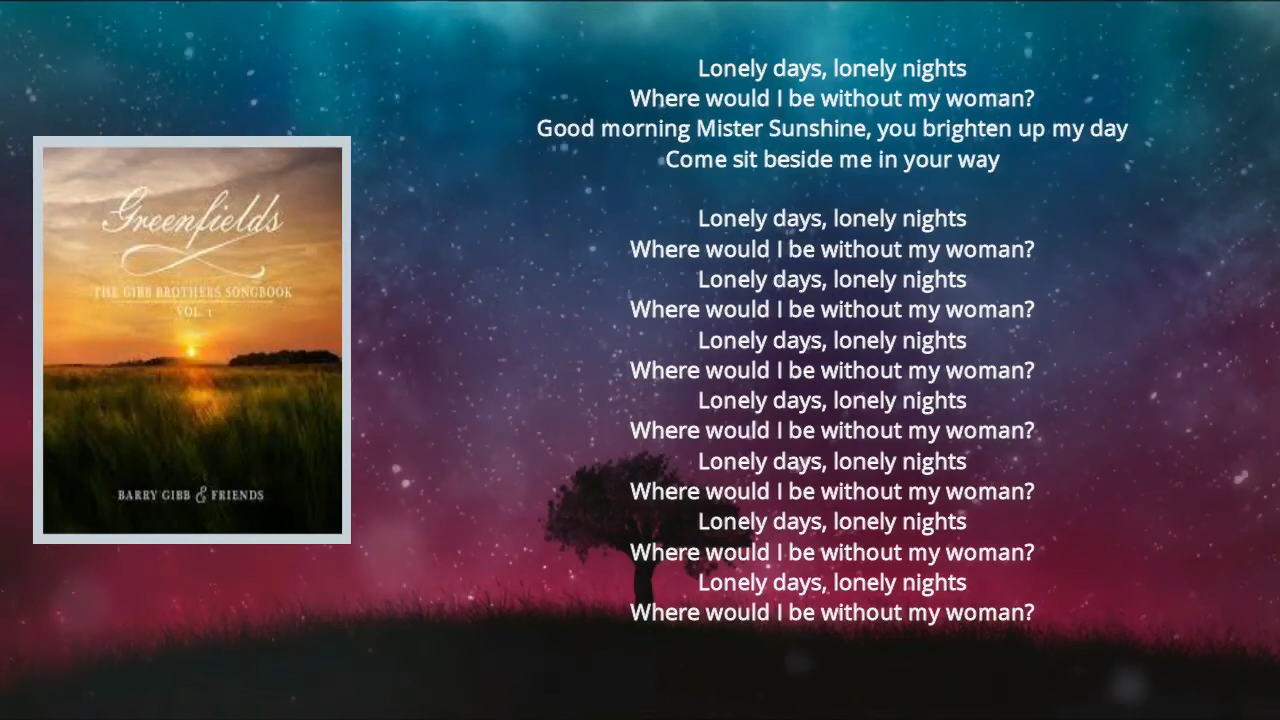 Greenfields
THE GIBB BROTHERS SONGBOOK
VOL. 1
BARRY GIBB & FRIENDS
Lonely days, lonely nights
Where would I be without my woman?
Good morning Mister Sunshine, you brighten up my day
Come sit beside me in your way
Lonely days, lonely nights
Where would I be without my woman?
Lonely days, lonely nights
Where would I be without my woman?
Lonely days, lonely nights
Where would I be without my woman?
Lonely days, lonely nights
Where would I be without my woman?
Lonely days, lonely nights
Where would I be without my woman?
Lonely days, lonely nights
Where would I be without my woman?
Lonely days, lonely nights
Where would I be without my woman?